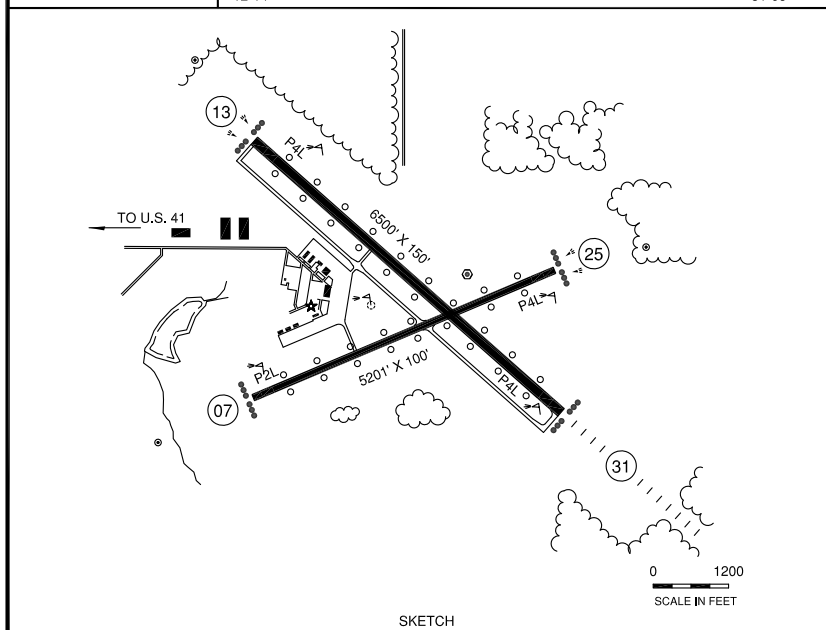 13
P4L
TO U.S. 41
6500' X 150'
25
P4L
P2L
5201' X 100'
P4L
07
31
0 1200
SCALE IN FEET
SKETCH